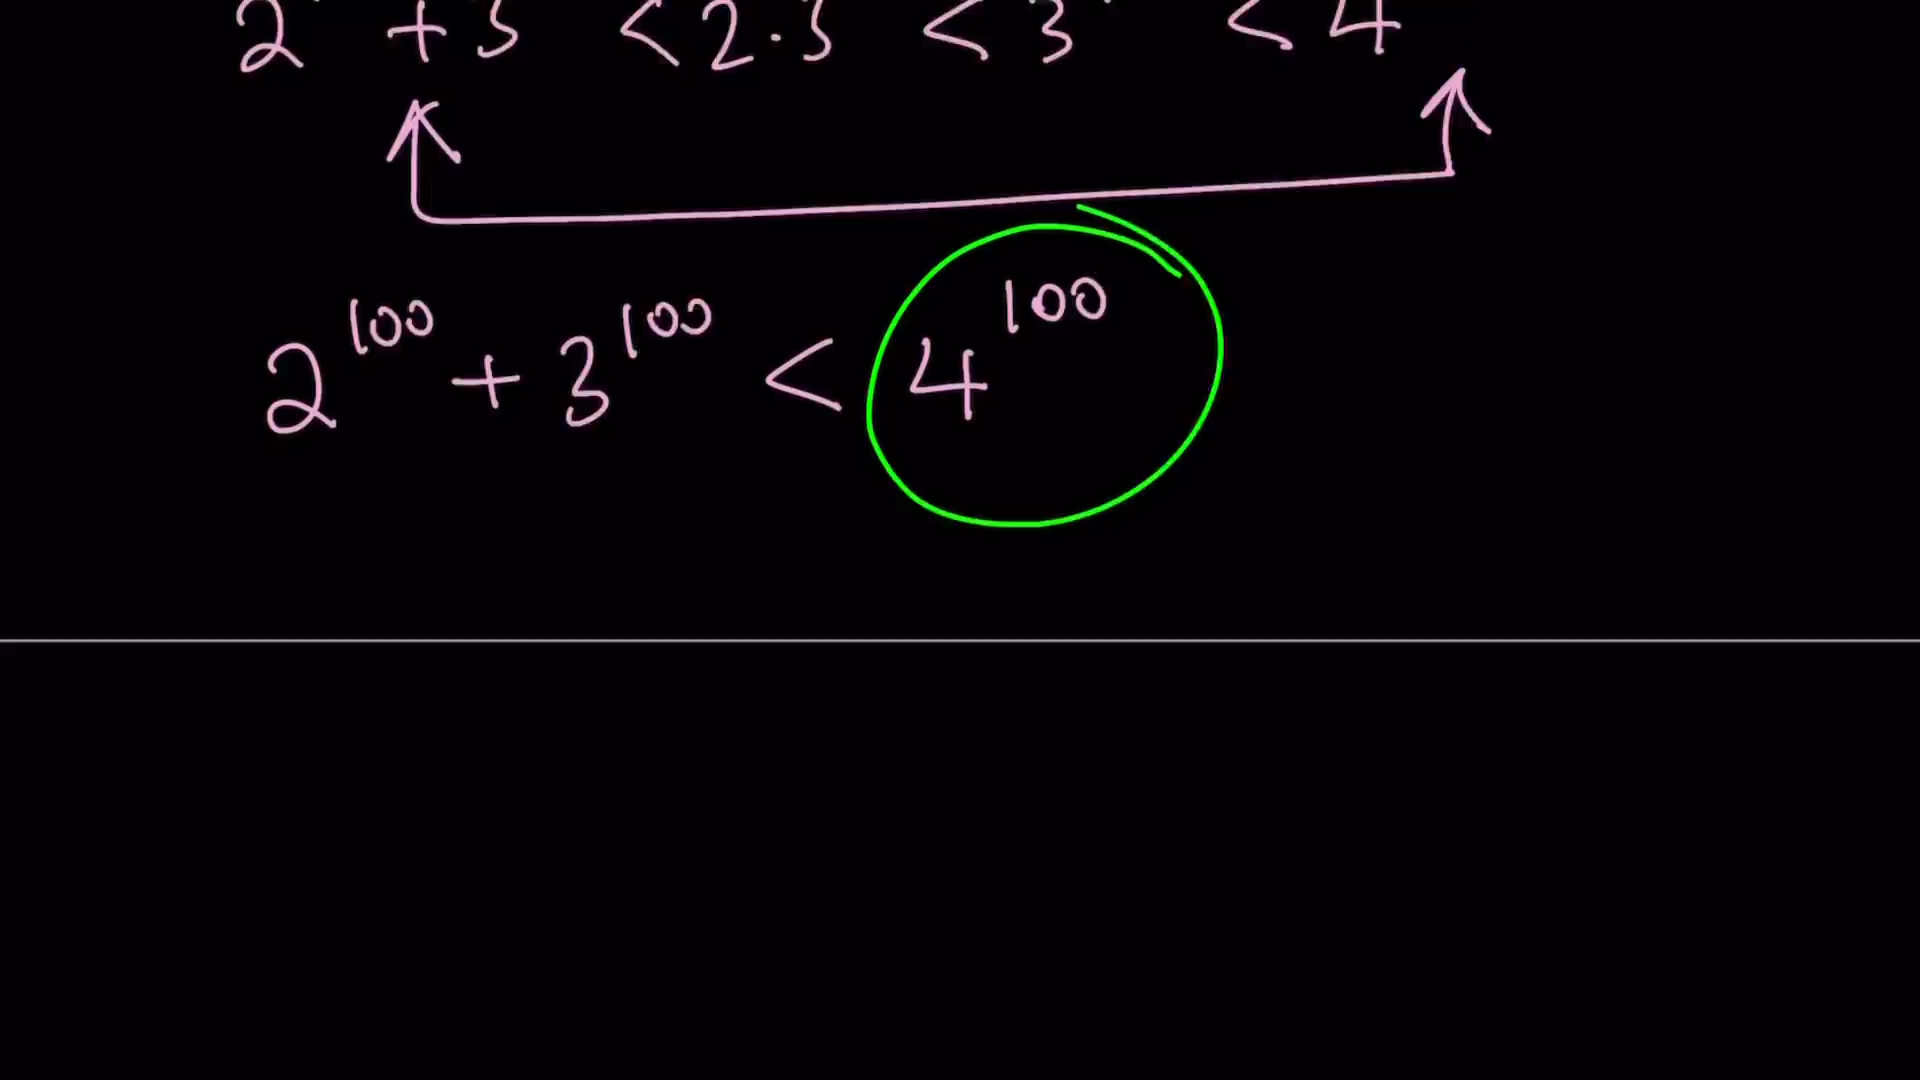 2 + 3 < 2·3 < 3 < 4
2^100 + 3^100 < 4^100